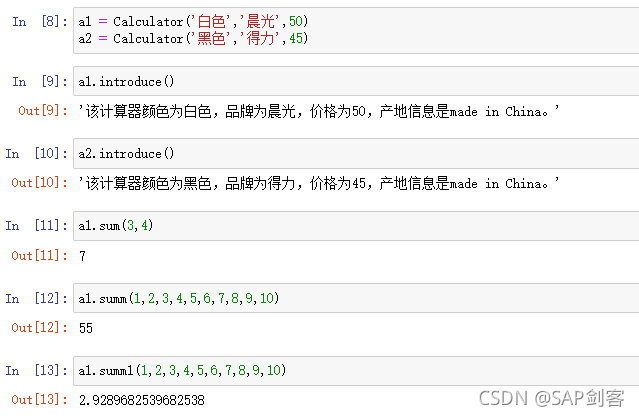 In [8]: a1 = Calculator('白色','晨光',50)
a2 = Calculator('黑色','得力',45)
In [9]: a1.introduce()
Out[9]: '该计算器颜色为白色，品牌为晨光，价格为50，产地信息是made in China。'
In [10]: a2.introduce()
Out[10]: '该计算器颜色为黑色，品牌为得力，价格为45，产地信息是made in China。'
In [11]: a1.sum(3,4)
Out[11]: 7
In [12]: a1.summ(1,2,3,4,5,6,7,8,9,10)
Out[12]: 55
In [13]: a1.summ1(1,2,3,4,5,6,7,8,9,10)
Out[13]: 2.9289682539682538
CSDN @SAP剑客